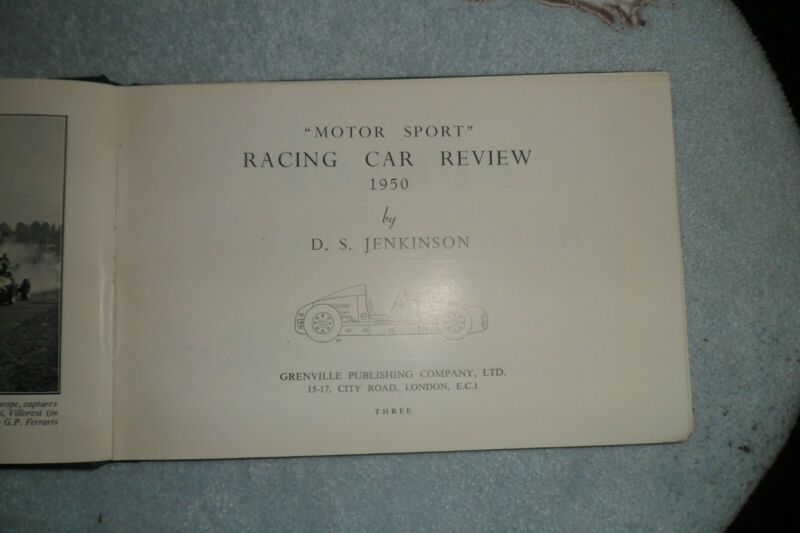 urope, captures
i, Villoresi (in
G.P. Ferraris
"MOTOR SPORT"
RACING CAR REVIEW
1950
by
D. S. JENKINSON
GRENVILLE PUBLISHING COMPANY, LTD.
15-17, CITY ROAD, LONDON, E.C.1
THREE